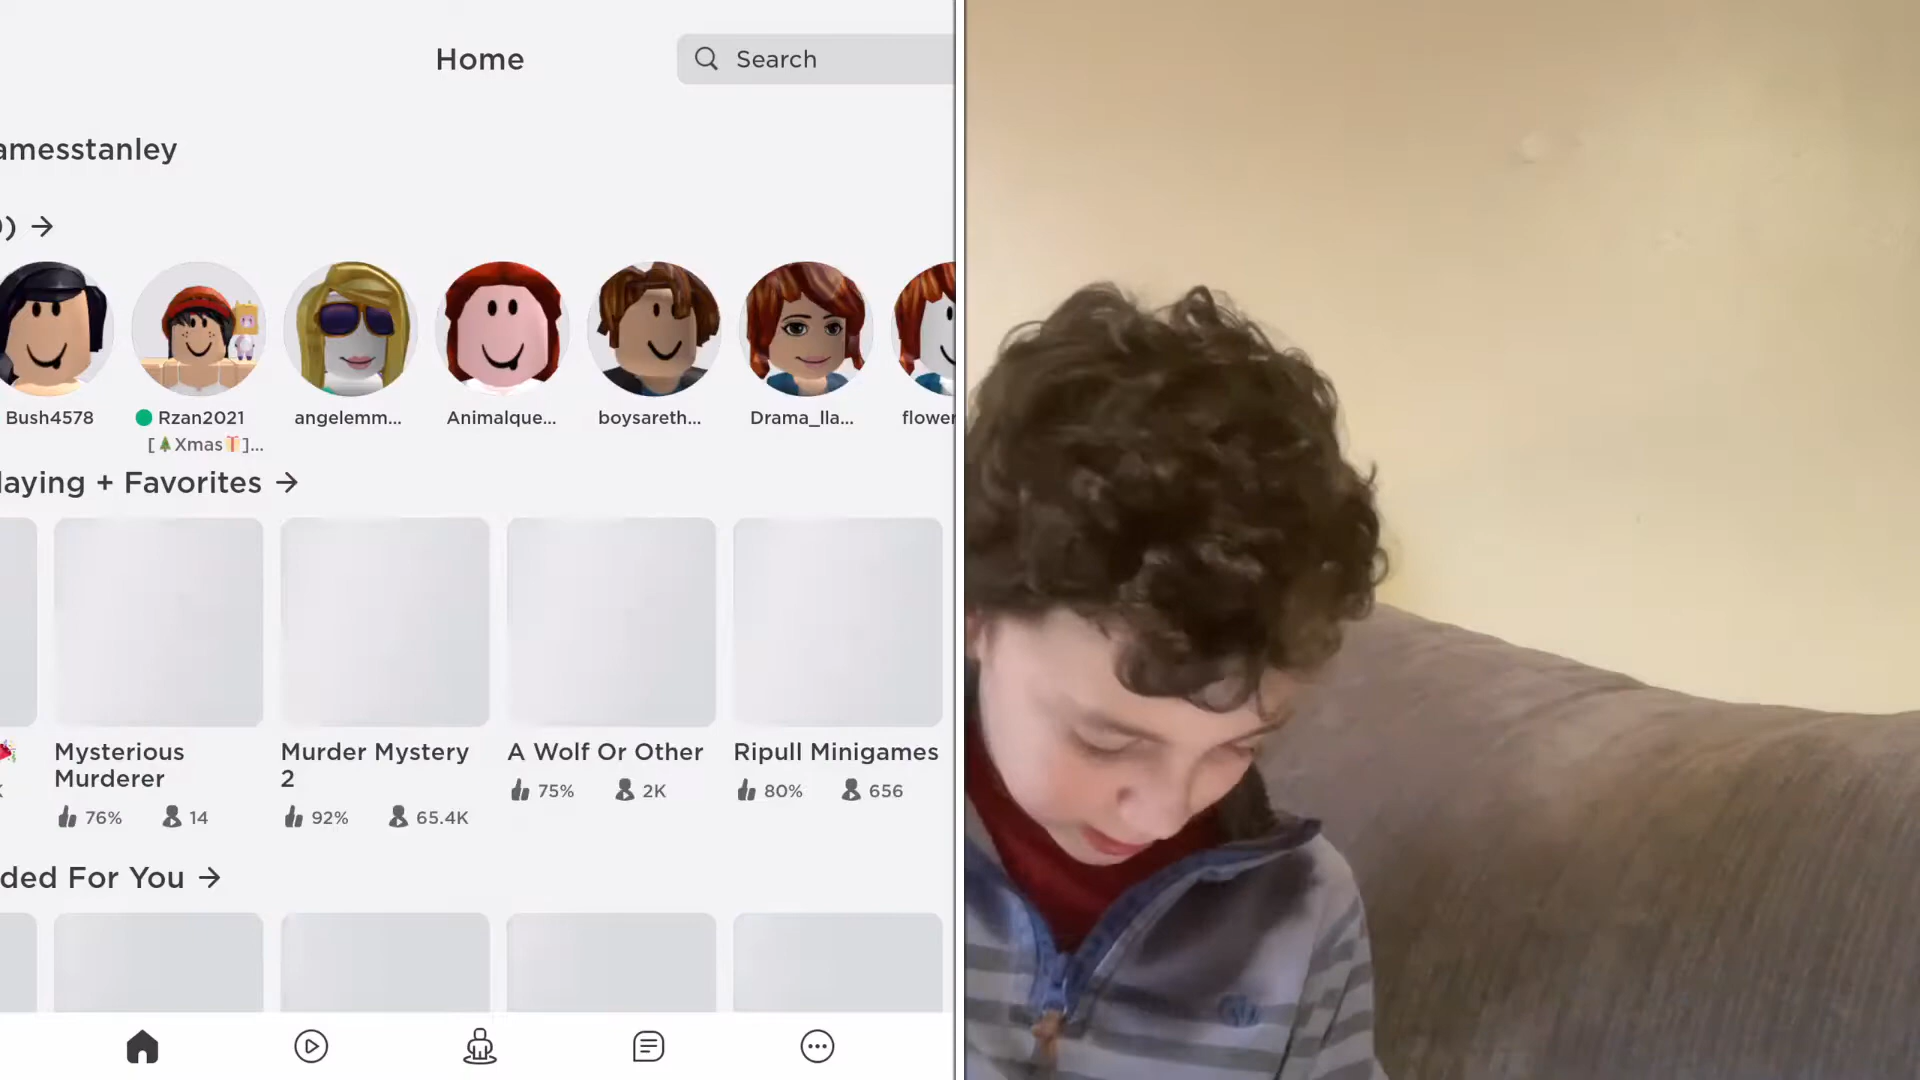 Home
Search
amesstanley
)
Bush4578
Rzan2021
angelemm...
Animalque...
boysareth...
Drama_lla...
flower
[🎄Xmas🎁]...
laying + Favorites
Mysterious
Murderer
Murder Mystery
2
A Wolf Or Other
Ripull Minigames
75%
2K
80%
656
76%
14
92%
65.4K
ded For You